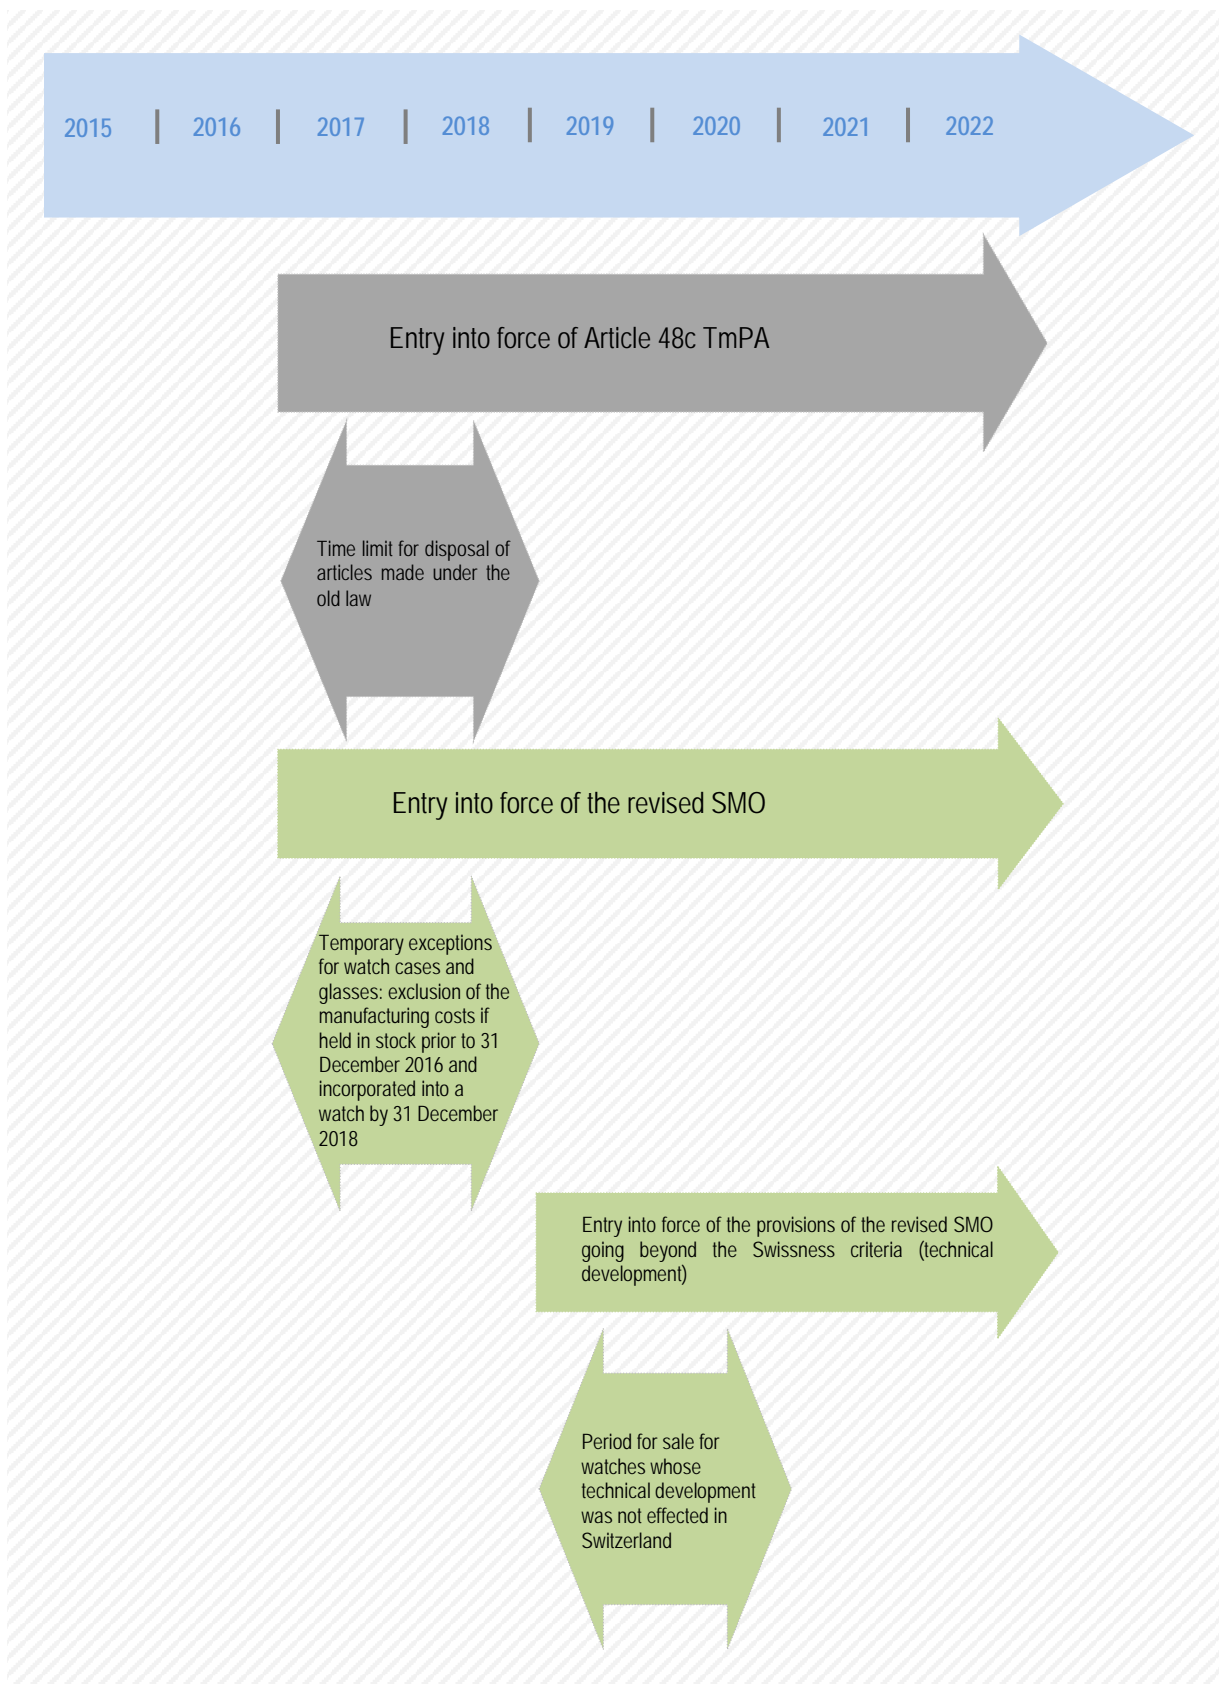 2015 2016 2017 2018 2019 2020 2021 2022
Entry into force of Article 48c TmPA
Time limit for disposal of
articles made under the
old law
Entry into force of the revised SMO
Temporary exceptions
for watch cases and
glasses: exclusion of the
manufacturing costs if
held in stock prior to 31
December 2016 and
incorporated into a
watch by 31 December
2018
Entry into force of the provisions of the revised SMO
going beyond the Swissness criteria (technical
development)
Period for sale for
watches whose
technical development
was not effected in
Switzerland